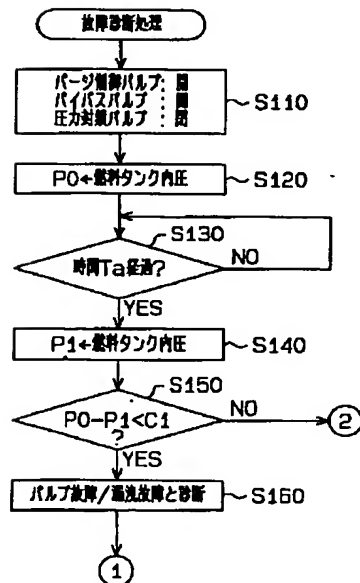 故障診断処理
パージ制御バルブ：開
バイパスバルブ：開
圧力封鎖バルブ：閉
S110
P0←燃料タンク内圧
S120
S130
時間Ta経過？
NO
YES
P1←燃料タンク内圧
S140
S150
P0-P1<C1
?
NO
2
YES
バルブ故障/漏洩故障と診断
S160
1